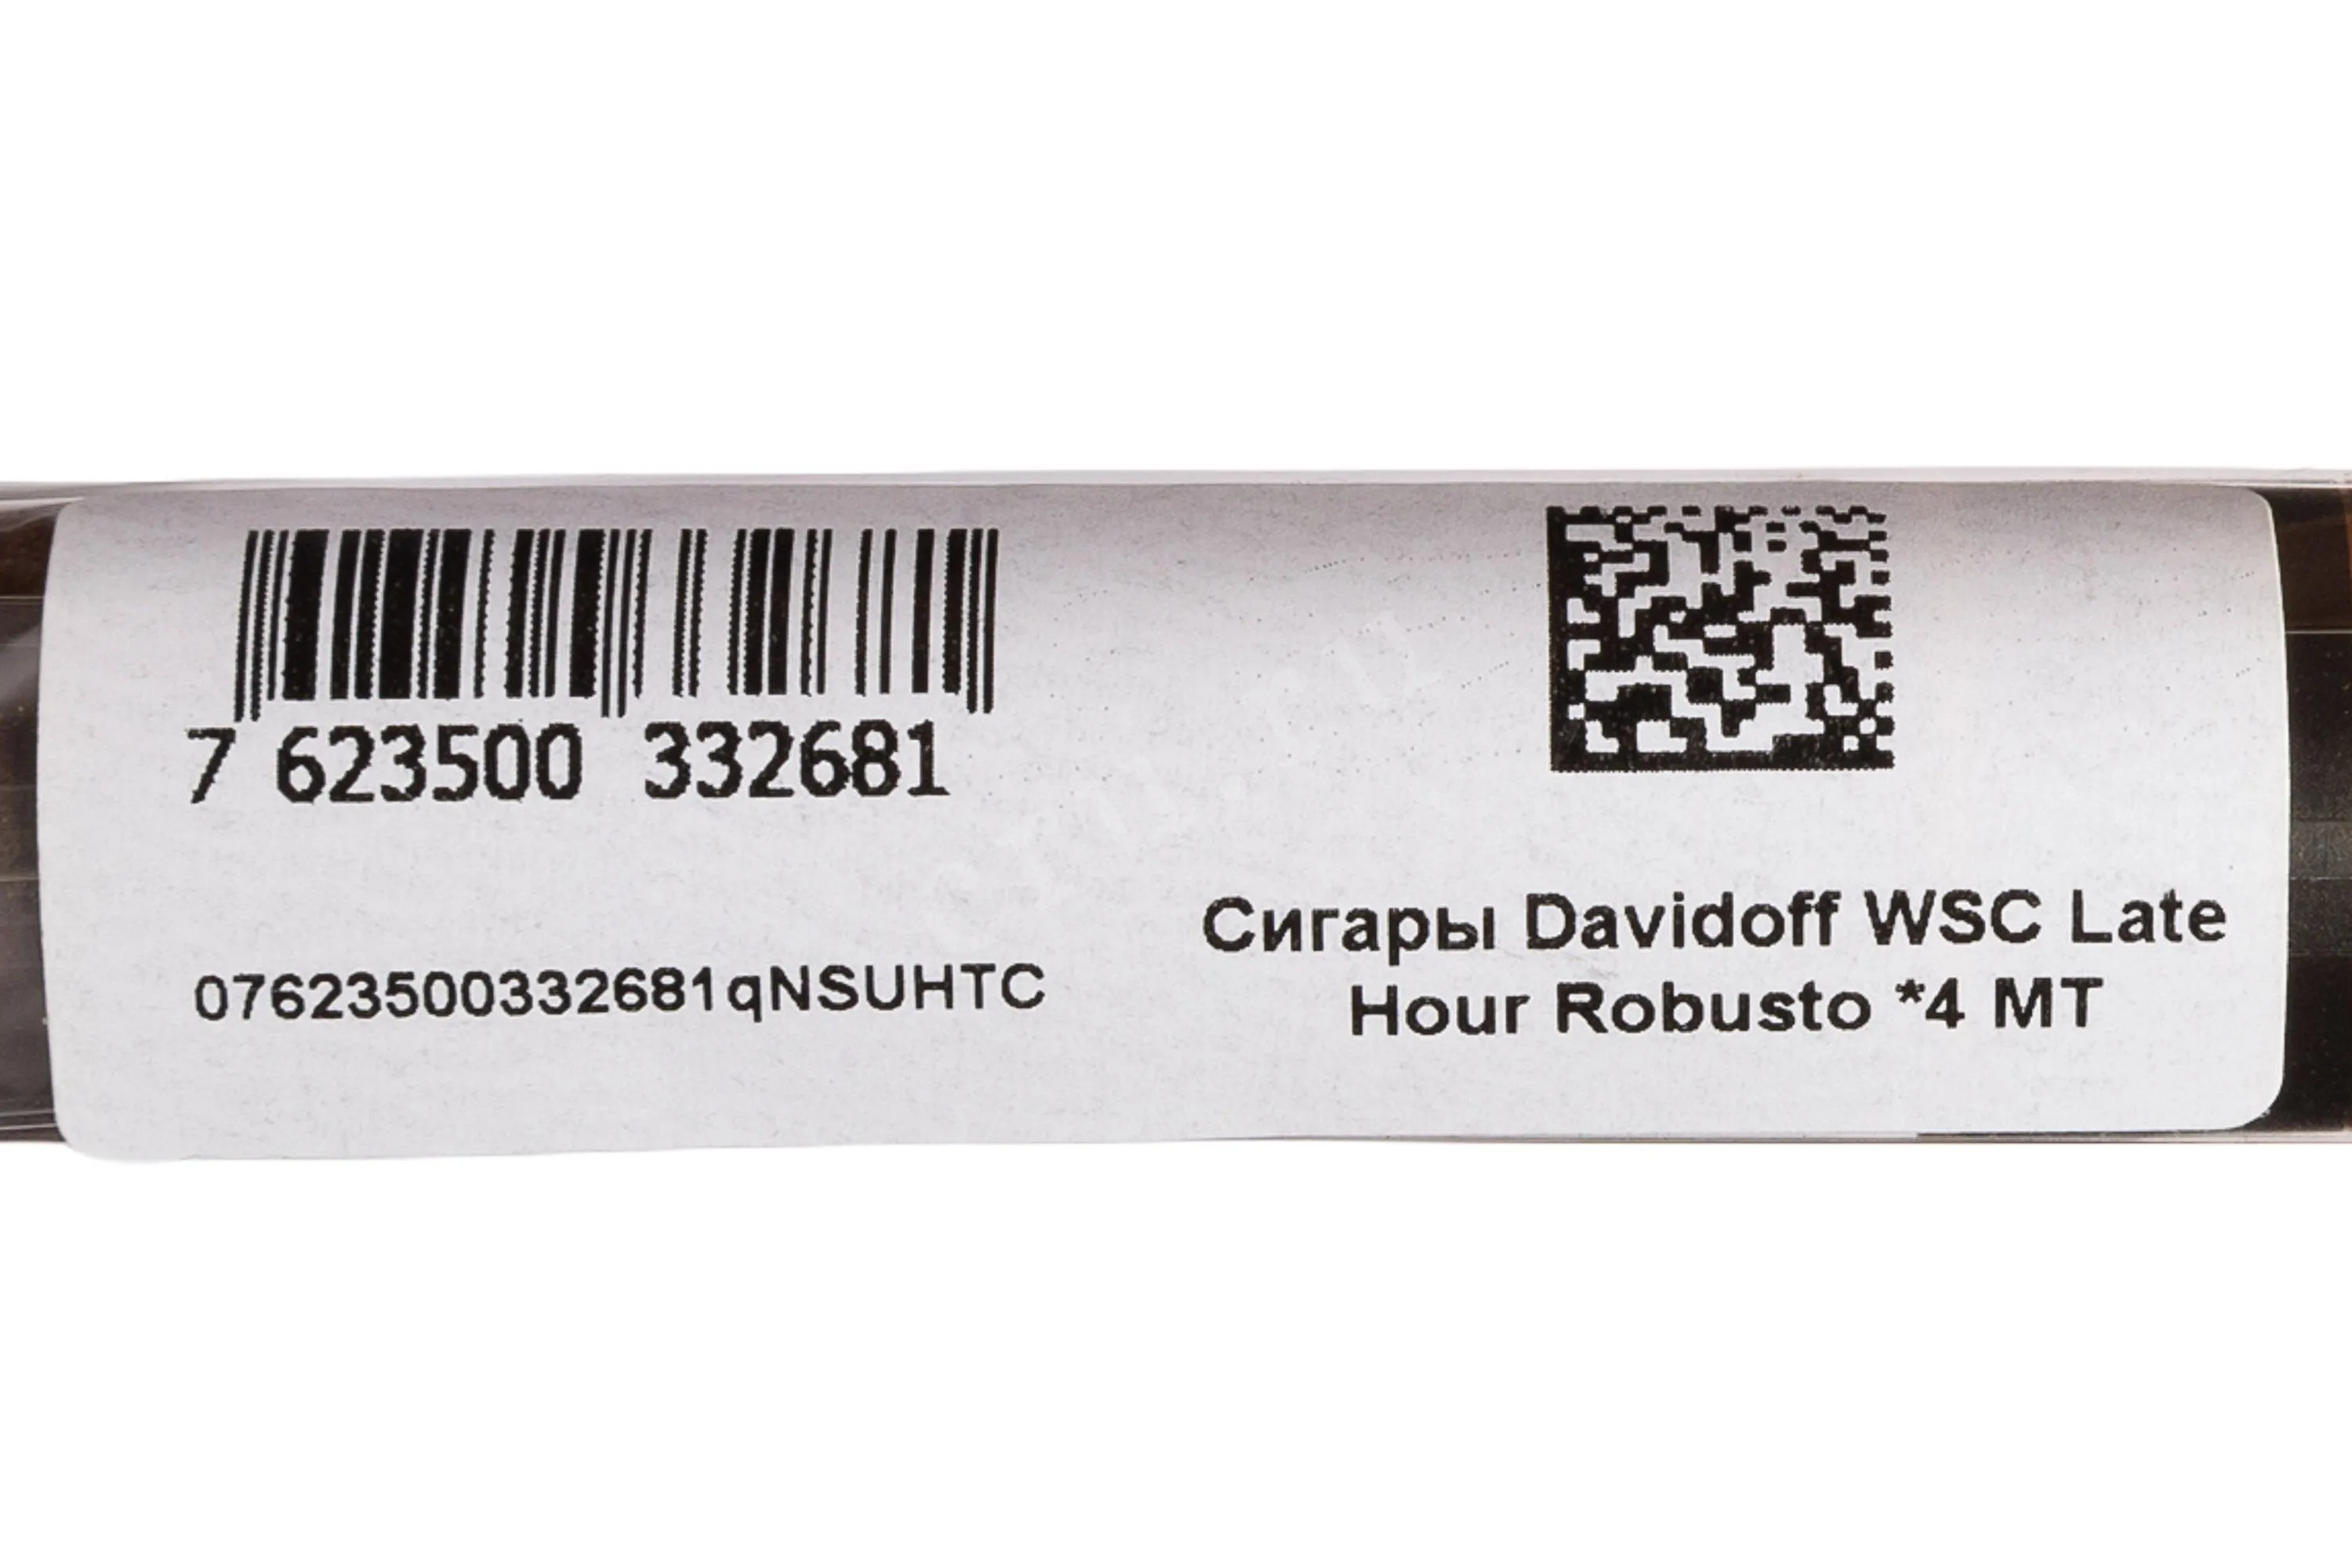 7 623500 332681
07623500332681qNSUHTC
Сигары Davidoff WSC Late
Hour Robusto *4 MT